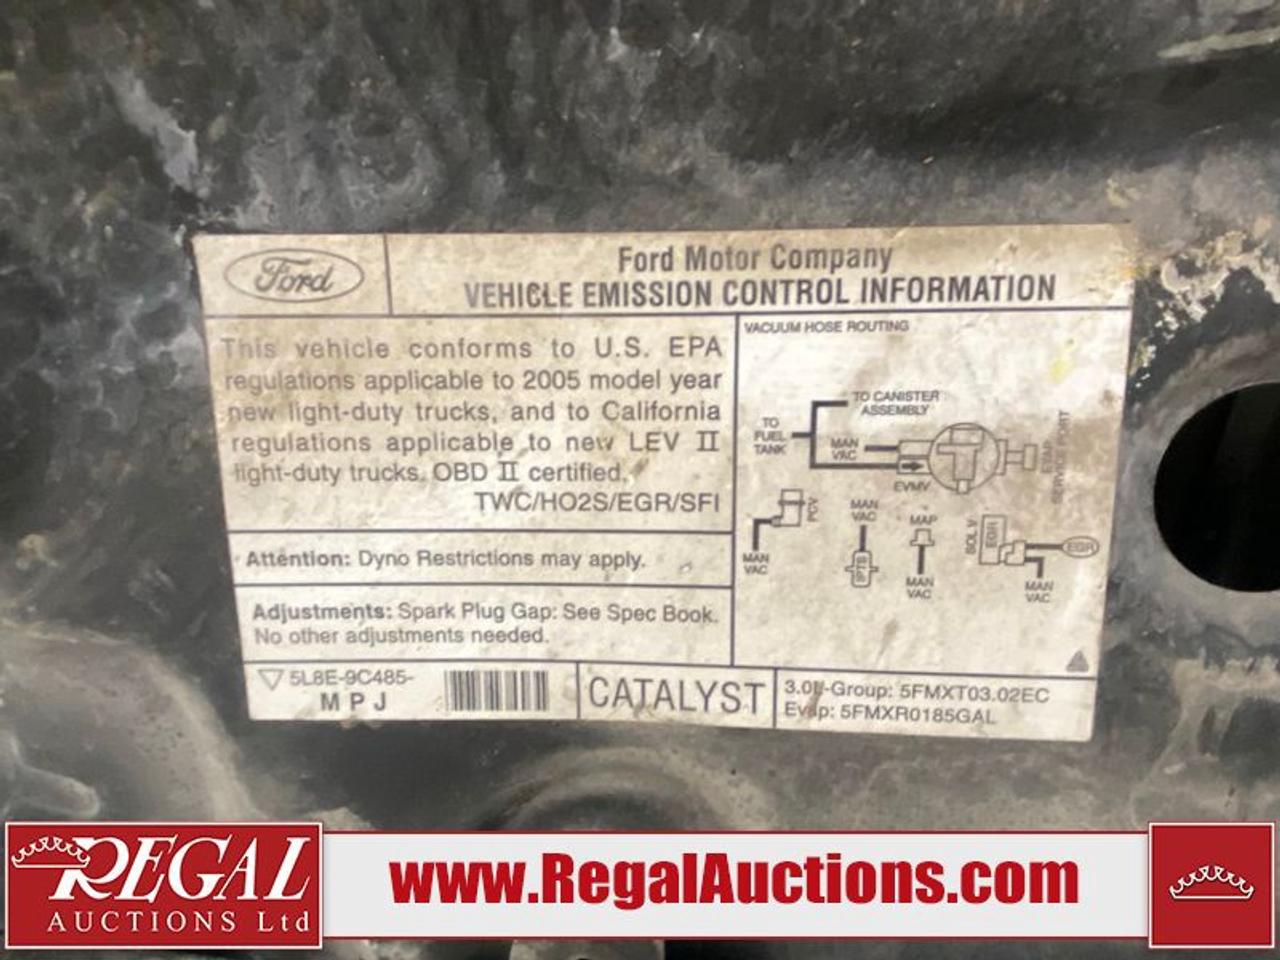 Ford
Ford Motor Company
VEHICLE EMISSION CONTROL INFORMATION
This vehicle conforms to U.S. EPA
regulations applicable to 2005 model year
new light-duty trucks, and to California
regulations applicable to new LEV II
light-duty trucks. OBD II certified.
TWC/HO2S/EGR/SFI
Attention: Dyno Restrictions may apply.
Adjustments: Spark Plug Gap: See Spec Book.
No other adjustments needed.
5L8E-9C485-
MPJ
CATALYST
3.0L-Group: 5FMXT03.02EC
Evap: 5FMXR0185GAL
VACUUM HOSE ROUTING
TO CANISTER
ASSEMBLY
TO
FUEL
TANK
MAN
VAC
EVMV
EVAP
SERVICE PORT
PCV
MAN
VAC
MAN
VAC
IPTS
MAP
MAN
VAC
SOL V
EGR
EGR
MAN
VAC
REGAL
AUCTIONS Ltd
www.RegalAuctions.com